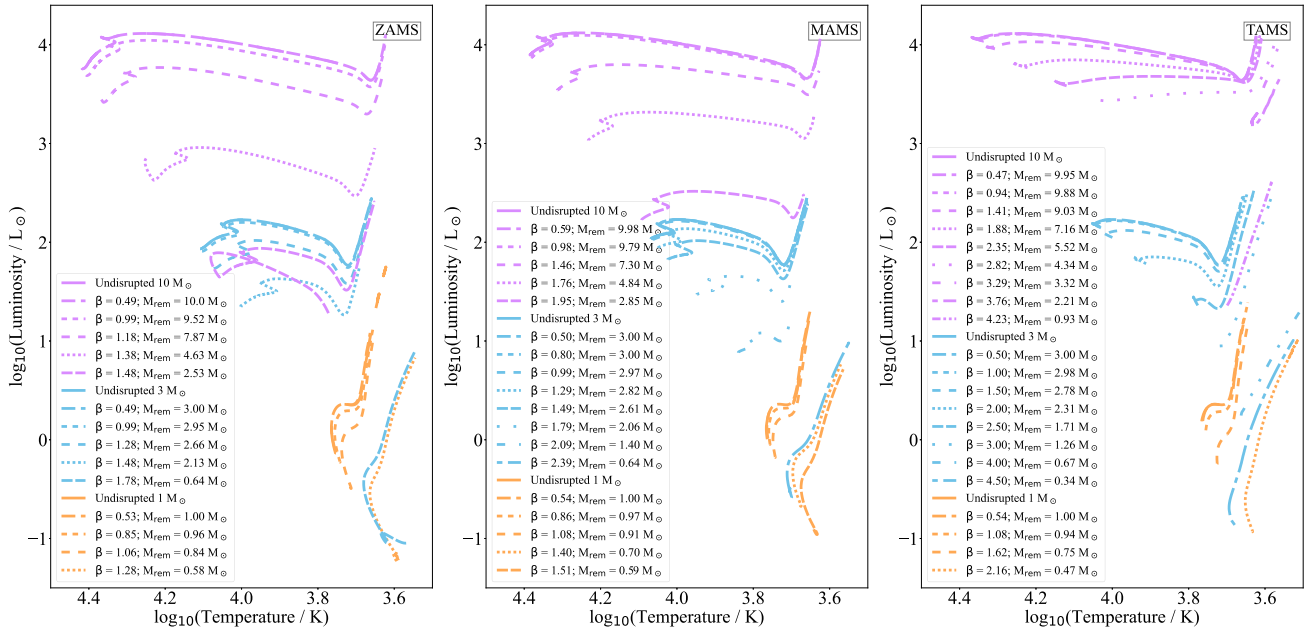 ZAMS
log₁₀(Luminosity / L⊙)
4
3
2
1
0
−1
Undisrupted 10 M⊙
β = 0.49; Mrem = 10.0 M⊙
β = 0.99; Mrem = 9.52 M⊙
β = 1.18; Mrem = 7.87 M⊙
β = 1.38; Mrem = 4.63 M⊙
β = 1.48; Mrem = 2.53 M⊙
Undisrupted 3 M⊙
β = 0.49; Mrem = 3.00 M⊙
β = 0.99; Mrem = 2.95 M⊙
β = 1.28; Mrem = 2.66 M⊙
β = 1.48; Mrem = 2.13 M⊙
β = 1.78; Mrem = 0.64 M⊙
Undisrupted 1 M⊙
β = 0.53; Mrem = 1.00 M⊙
β = 0.85; Mrem = 0.96 M⊙
β = 1.06; Mrem = 0.84 M⊙
β = 1.28; Mrem = 0.58 M⊙
4.4 4.2 4.0 3.8 3.6
log₁₀(Temperature / K)
MAMS
log₁₀(Luminosity / L⊙)
4
3
2
1
0
−1
Undisrupted 10 M⊙
β = 0.59; Mrem = 9.98 M⊙
β = 0.98; Mrem = 9.79 M⊙
β = 1.46; Mrem = 7.30 M⊙
β = 1.76; Mrem = 4.84 M⊙
β = 1.95; Mrem = 2.85 M⊙
Undisrupted 3 M⊙
β = 0.50; Mrem = 3.00 M⊙
β = 0.80; Mrem = 3.00 M⊙
β = 0.99; Mrem = 2.97 M⊙
β = 1.29; Mrem = 2.82 M⊙
β = 1.49; Mrem = 2.61 M⊙
β = 1.79; Mrem = 2.06 M⊙
β = 2.09; Mrem = 1.40 M⊙
β = 2.39; Mrem = 0.64 M⊙
Undisrupted 1 M⊙
β = 0.54; Mrem = 1.00 M⊙
β = 0.86; Mrem = 0.97 M⊙
β = 1.08; Mrem = 0.91 M⊙
β = 1.40; Mrem = 0.70 M⊙
β = 1.51; Mrem = 0.59 M⊙
4.4 4.2 4.0 3.8 3.6
log₁₀(Temperature / K)
TAMS
log₁₀(Luminosity / L⊙)
4
3
2
1
0
−1
Undisrupted 10 M⊙
β = 0.47; Mrem = 9.95 M⊙
β = 0.94; Mrem = 9.88 M⊙
β = 1.41; Mrem = 9.03 M⊙
β = 1.88; Mrem = 7.16 M⊙
β = 2.35; Mrem = 5.52 M⊙
β = 2.82; Mrem = 4.34 M⊙
β = 3.29; Mrem = 3.32 M⊙
β = 3.76; Mrem = 2.21 M⊙
β = 4.23; Mrem = 0.93 M⊙
Undisrupted 3 M⊙
β = 0.50; Mrem = 3.00 M⊙
β = 1.00; Mrem = 2.98 M⊙
β = 1.50; Mrem = 2.78 M⊙
β = 2.00; Mrem = 2.31 M⊙
β = 2.50; Mrem = 1.71 M⊙
β = 3.00; Mrem = 1.26 M⊙
β = 4.00; Mrem = 0.67 M⊙
β = 4.50; Mrem = 0.34 M⊙
Undisrupted 1 M⊙
β = 0.54; Mrem = 1.00 M⊙
β = 1.08; Mrem = 0.94 M⊙
β = 1.62; Mrem = 0.75 M⊙
β = 2.16; Mrem = 0.47 M⊙
4.4 4.2 4.0 3.8 3.6
log₁₀(Temperature / K)